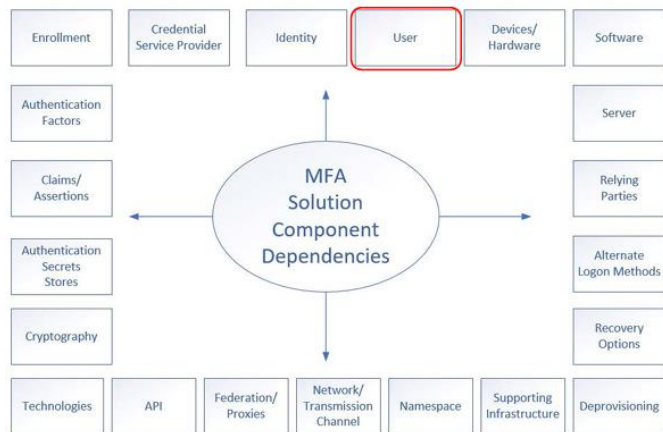 Enrollment
Credential
Service Provider
Identity
User
Devices/
Hardware
Software
Authentication
Factors
Server
Claims/
Assertions
MFA
Solution
Component
Dependencies
Relying
Parties
Authentication
Secrets
Stores
Alternate
Logon Methods
Cryptography
Recovery
Options
Technologies
API
Federation/
Proxies
Network/
Transmission
Channel
Namespace
Supporting
Infrastructure
Deprovisioning